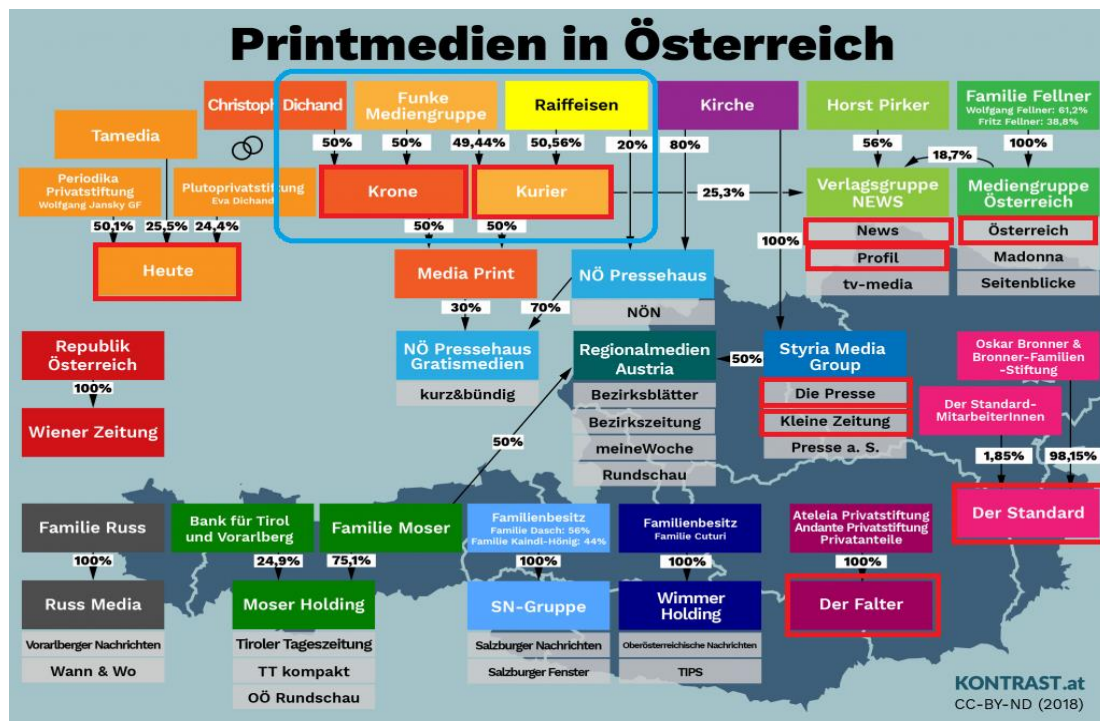 Printmedien in Österreich
Christoph Dichand
Funke
Mediengruppe
Raiffeisen
Kirche
Horst Pirker
Familie Fellner
Wolfgang Fellner: 61,2%
Fritz Fellner: 38,8%
Tamedia
50%
50%
49,44%
50,56%
20%
80%
56%
100%
18,7%
Periodika
Privatstiftung
Wolfgang Jansky GF
Plutoprivatstiftung
Eva Dichand
Krone
Kurier
25,3%
Verlagsgruppe
NEWS
Mediengruppe
Österreich
50,1%
25,5%
24,4%
50%
50%
100%
News
Österreich
Heute
Media Print
NÖ Pressehaus
Profil
Madonna
tv-media
Seitenblicke
30%
70%
NÖN
Republik
Österreich
NÖ Pressehaus
Gratismedien
Regionalmedien
Austria
50%
Styria Media
Group
Oskar Bronner &
Bronner-Familien
-Stiftung
100%
kurz&bündig
Bezirksblätter
Die Presse
Der Standard-
MitarbeiterInnen
Wiener Zeitung
Bezirkszeitung
Kleine Zeitung
50%
meineWoche
Presse a. S.
1,85%
98,15%
Rundschau
Familie Russ
Bank für Tirol
und Vorarlberg
Familie Moser
Familienbesitz
Familie Dasch: 56%
Familie Kaindl-Hönig: 44%
Familienbesitz
Familie Cuturi
Ateleia Privatstiftung
Andante Privatstiftung
Privatanteile
Der Standard
100%
24,9%
75,1%
100%
100%
100%
Russ Media
Moser Holding
SN-Gruppe
Wimmer
Holding
Der Falter
Vorarlberger Nachrichten
Tiroler Tageszeitung
Salzburger Nachrichten
Oberösterreichische Nachrichten
Wann & Wo
TT kompakt
Salzburger Fenster
TIPS
OÖ Rundschau
KONTRAST.at
CC-BY-ND (2018)